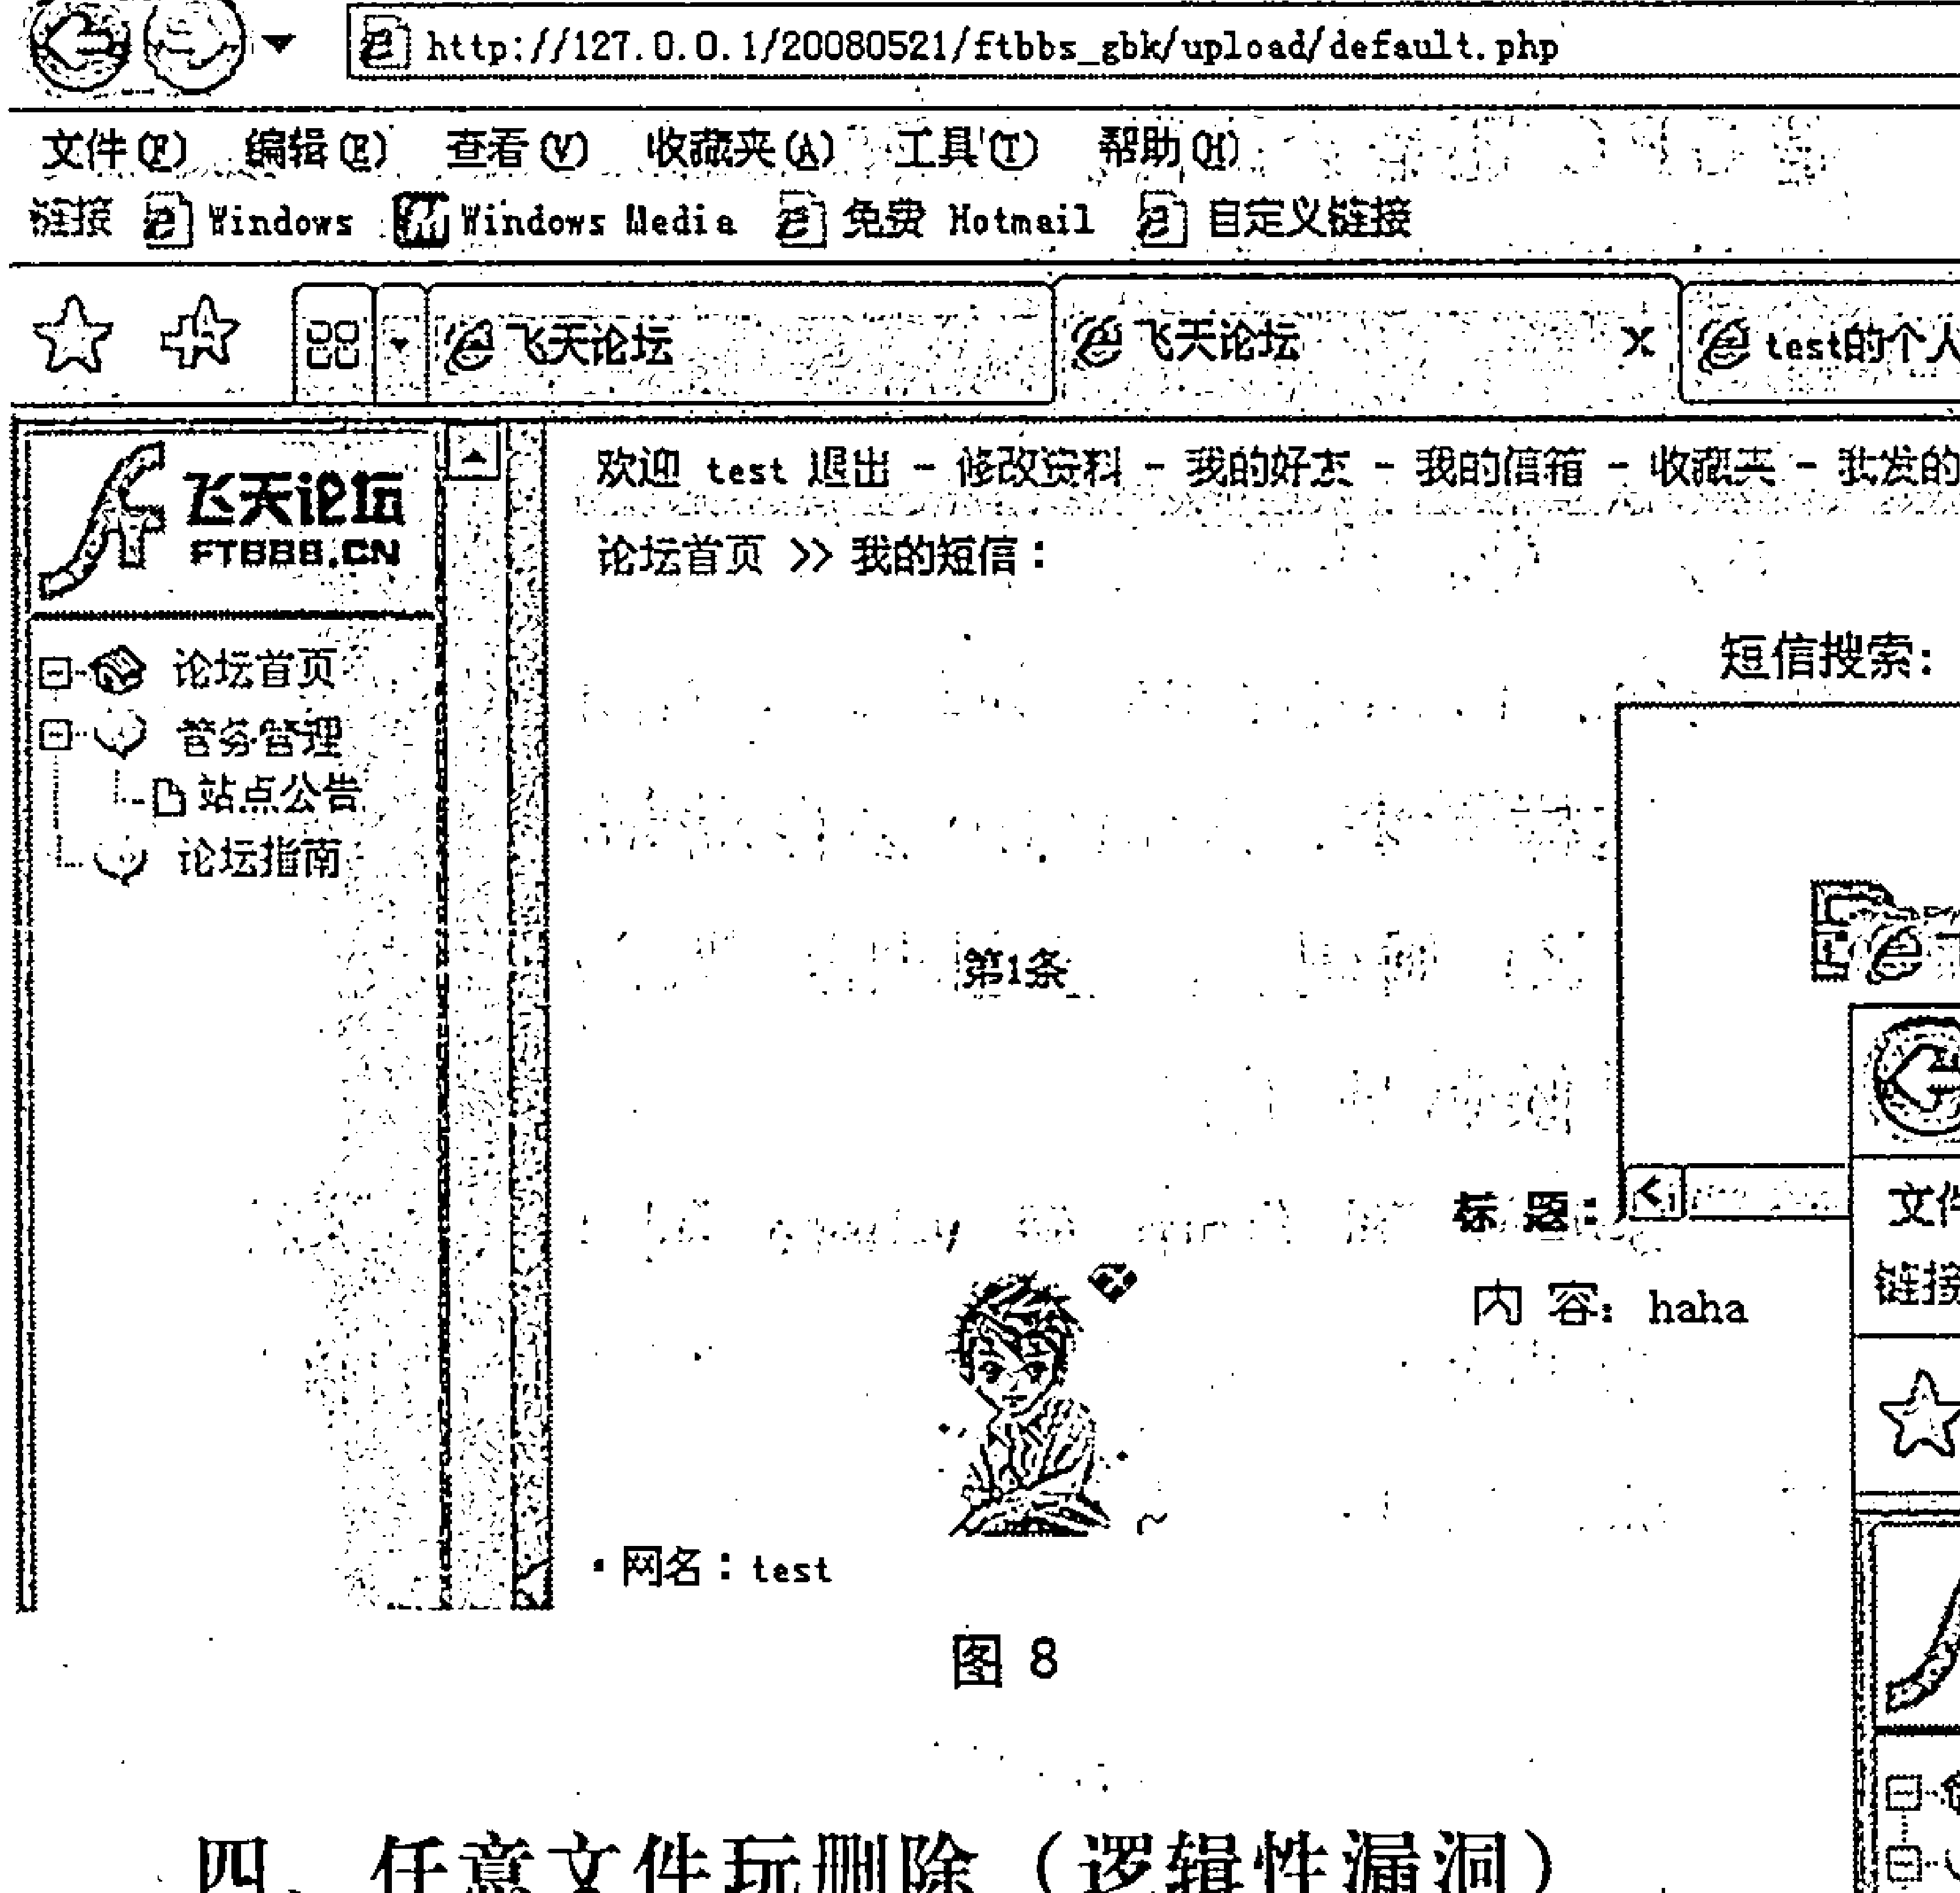 http://127.0.0.1/20080521/ftbbs_gbk/upload/default.php
文件(F) 编辑(E) 查看(V) 收藏夹(A) 工具(T) 帮助(H)
链接 Windows Windows Media 免费 Hotmail 自定义链接
飞天论坛 飞天论坛 X test的个人
飞天论坛
FTBBS.CN
欢迎 test 退出 - 修改资料 - 我的好友 - 我的信箱 - 收藏夹 - 我发的
论坛首页 >> 我的短信：
短信搜索：
论坛首页
管务管理
站点公告
论坛指南
第1条
标 题：
内 容： haha
文件
链接
·网名：test
图 8
四、任意文件玩删除（逻辑性漏洞）